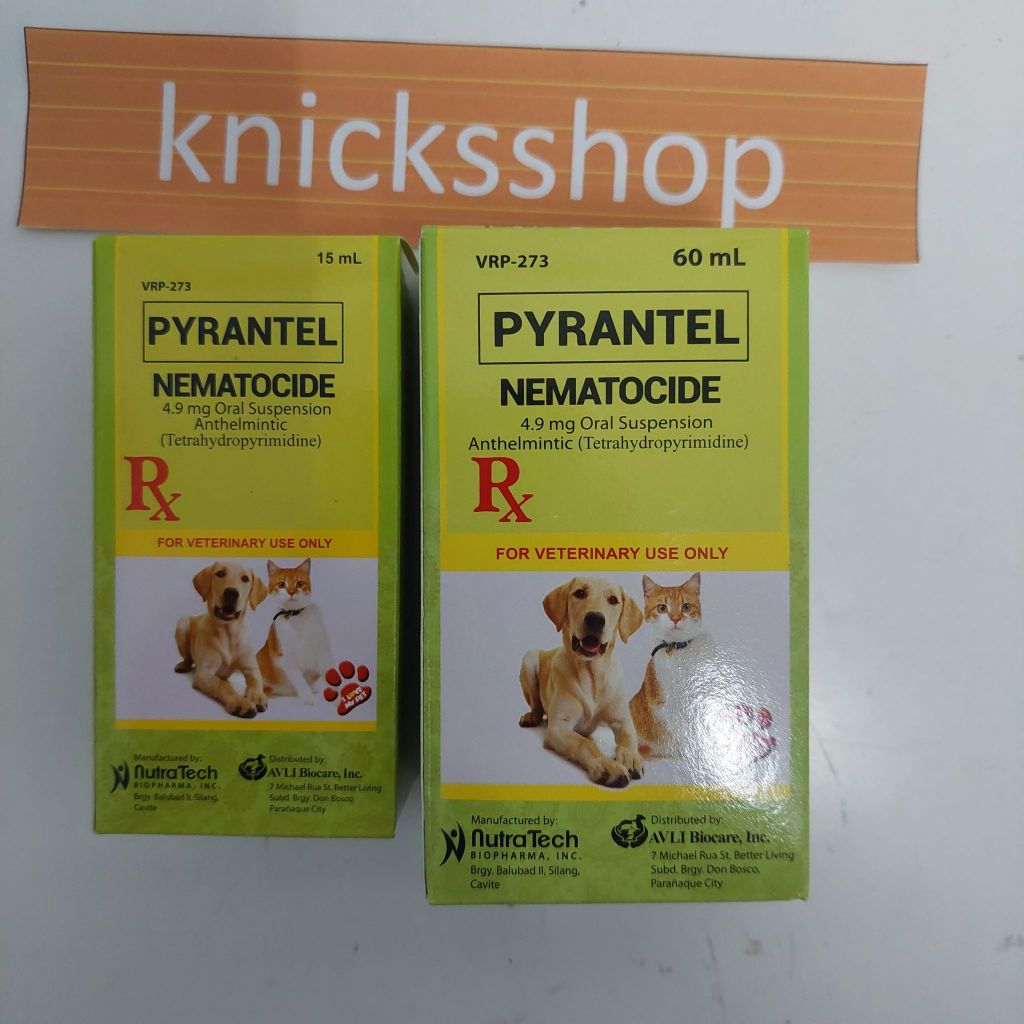 knicksshop
15 mL
VRP-273
PYRANTEL
NEMATOCIDE
4.9 mg Oral Suspension
Anthelmintic
(Tetrahydropyrimidine)
Rx
FOR VETERINARY USE ONLY
I LOVE
My PET
Manufactured by:
NutraTech
BIOPHARMA, INC.
Brgy. Balubad II, Silang,
Cavite
Distributed by:
AVLI Biocare, Inc.
7 Michael Rua St. Better Living
Subd. Brgy. Don Bosco,
Parañaque City
VRP-273
60 mL
PYRANTEL
NEMATOCIDE
4.9 mg Oral Suspension
Anthelmintic (Tetrahydropyrimidine)
Rx
FOR VETERINARY USE ONLY
Manufactured by:
NutraTech
BIOPHARMA, INC.
Brgy. Balubad II, Silang,
Cavite
Distributed by:
AVLI Biocare, Inc.
7 Michael Rua St. Better Living
Subd. Brgy. Don Bosco,
Parañaque City